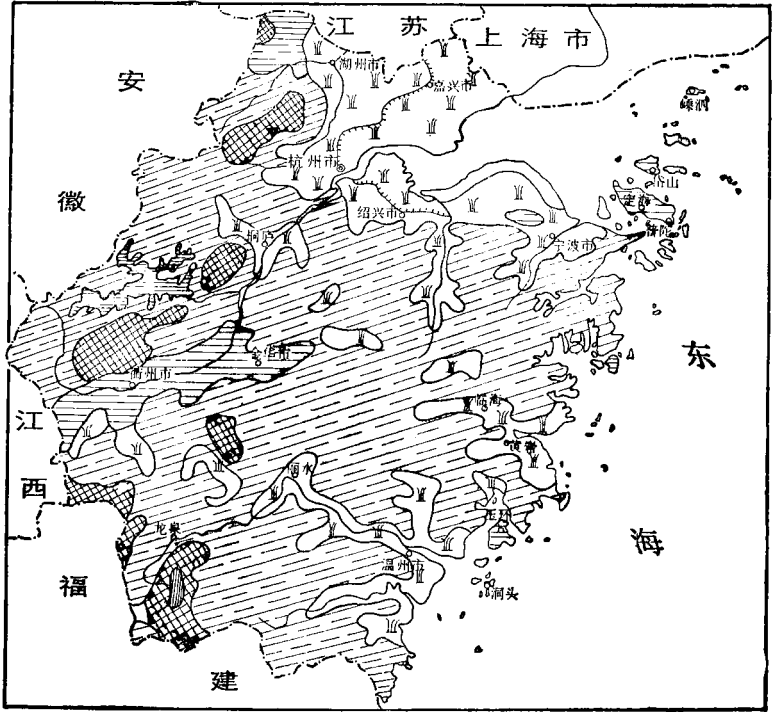 江苏
上海市
安
湖州市
嘉兴市
嵊泗
杭州市
岱山
徽
定海
绍兴市
普陀
桐庐
宁波市
东
金华市
衢州市
临海
江
黄岩
西
丽水
玉环
龙泉
海
温州市
福
洞头
建